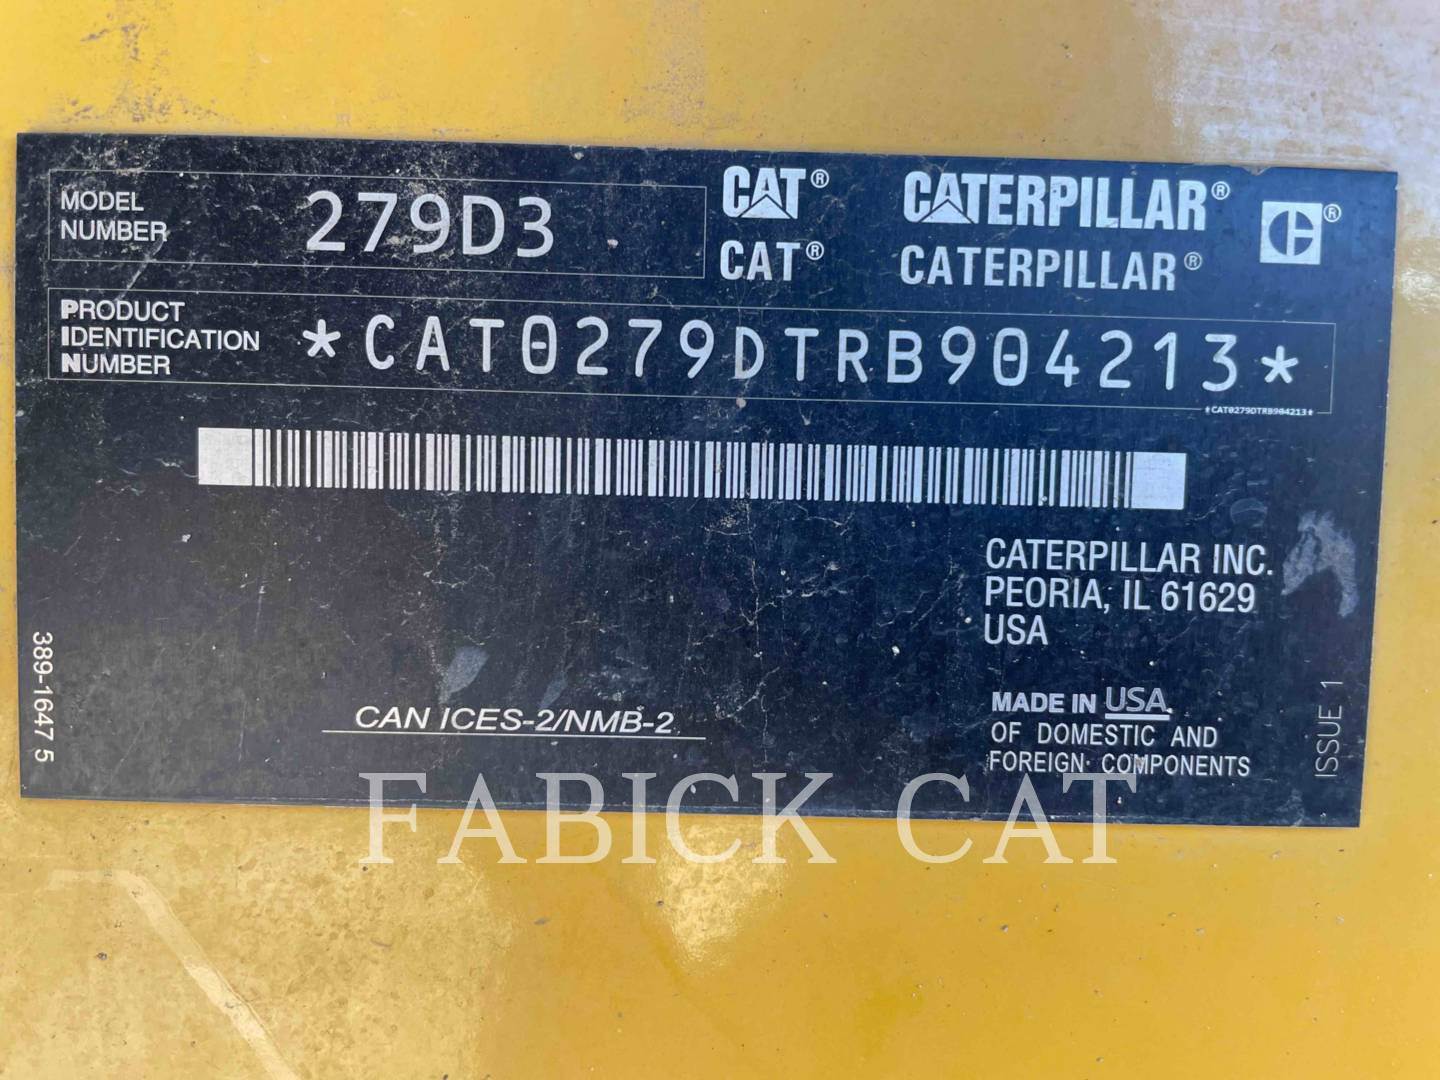 MODEL
NUMBER
279D3
CAT® CATERPILLAR® ®
CAT® CATERPILLAR®
PRODUCT
IDENTIFICATION
NUMBER
*CAT0279DTRB904213*
*CAT0279DTRB904213*
CATERPILLAR INC.
PEORIA, IL 61629
USA
389-1647 5
CAN ICES-2/NMB-2
MADE IN USA
OF DOMESTIC AND
FOREIGN COMPONENTS
ISSUE 1
FABICK CAT